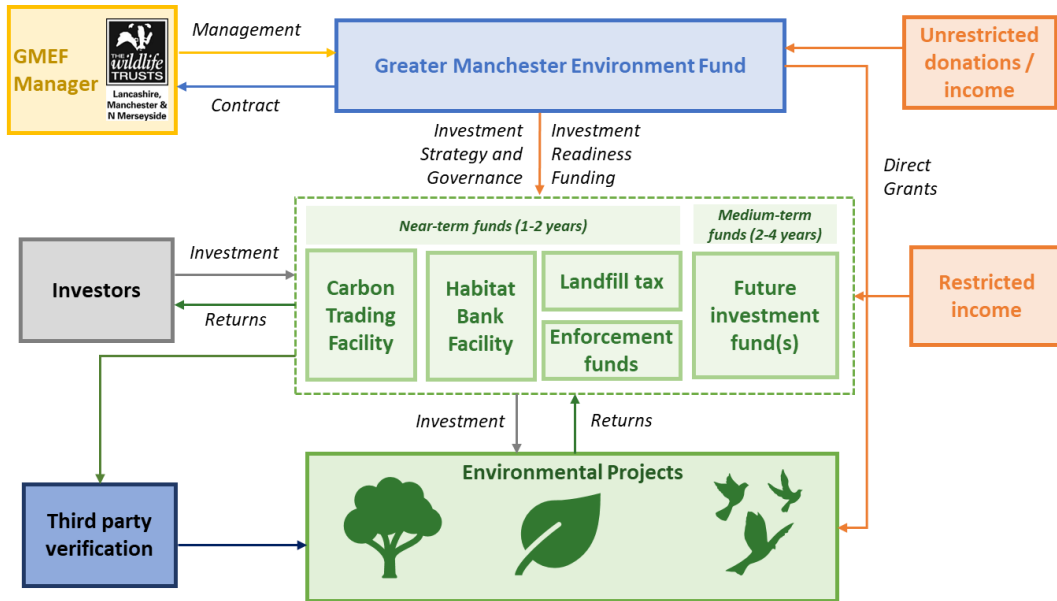 GMEF
Manager
THE
wildlife
TRUSTS
Lancashire,
Manchester &
N Merseyside
Management
Contract
Greater Manchester Environment Fund
Unrestricted
donations /
income
Investment
Strategy and
Governance
Investment
Readiness
Funding
Direct
Grants
Near-term funds (1-2 years)
Medium-term
funds (2-4 years)
Investors
Investment
Returns
Carbon
Trading
Facility
Habitat
Bank
Facility
Landfill tax
Enforcement
funds
Future
investment
fund(s)
Restricted
income
Investment
Returns
Third party
verification
Environmental Projects